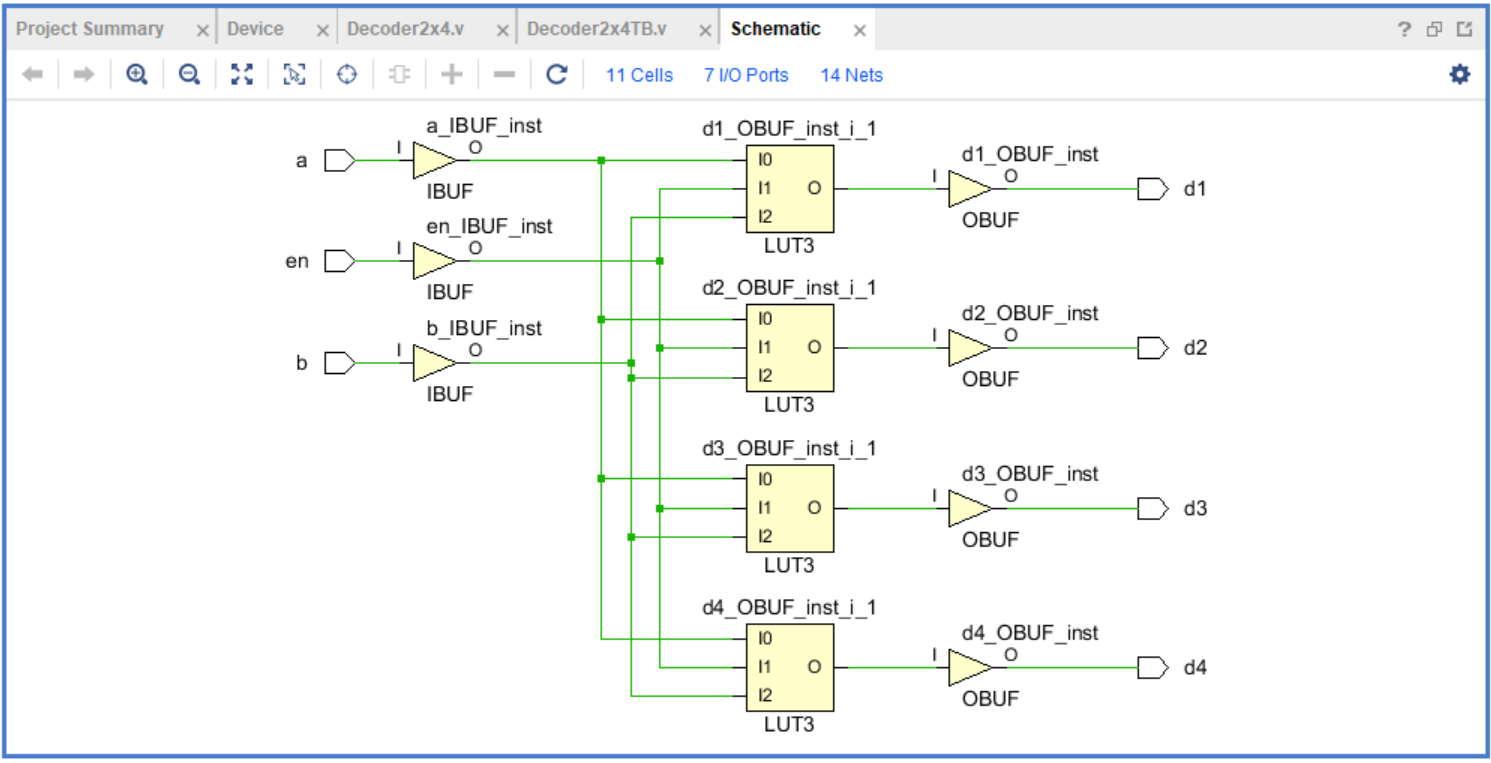 Project Summary × Device × Decoder2x4.v × Decoder2x4TB.v × Schematic × ?
11 Cells 7 I/O Ports 14 Nets
a_IBUF_inst
a I O
IBUF
en_IBUF_inst
en I O
IBUF
b_IBUF_inst
b I O
IBUF
d1_OBUF_inst_i_1
I0
I1 O
I2
LUT3
d1_OBUF_inst
I O d1
OBUF
d2_OBUF_inst_i_1
I0
I1 O
I2
LUT3
d2_OBUF_inst
I O d2
OBUF
d3_OBUF_inst_i_1
I0
I1 O
I2
LUT3
d3_OBUF_inst
I O d3
OBUF
d4_OBUF_inst_i_1
I0
I1 O
I2
LUT3
d4_OBUF_inst
I O d4
OBUF